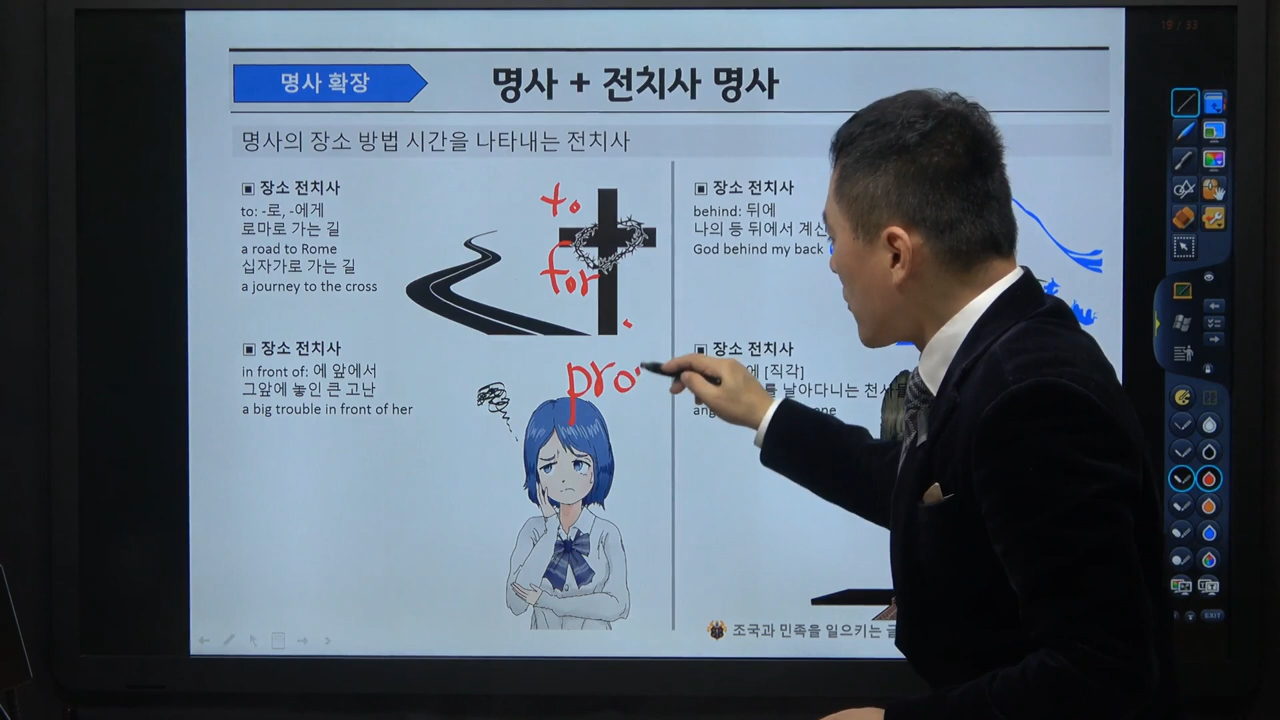 19 / 33
명사 확장
명사 + 전치사 명사
명사의 장소 방법 시간을 나타내는 전치사
▣ 장소 전치사
to: -로, -에게
로마로 가는 길
a road to Rome
십자가로 가는 길
a journey to the cross
to
for
▣ 장소 전치사
in front of: 에 앞에서
그앞에 놓인 큰 고난
a big trouble in front of her
pro
▣ 장소 전치사
behind: 뒤에
나의 등 뒤에서 계신
God behind my back
▣ 장소 전치사
에 [직각]
를 날아다니는 천사들
조국과 민족을 일으키는
EXIT